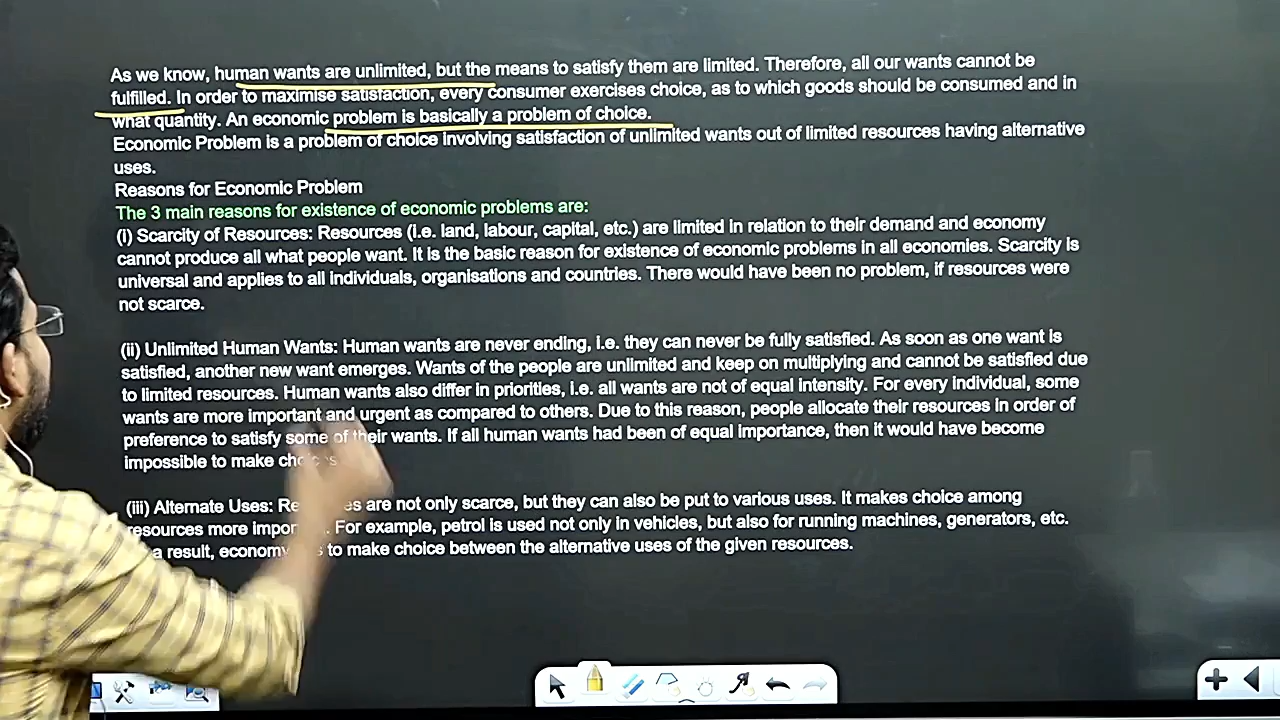 As we know, human wants are unlimited, but the means to satisfy them are limited. Therefore, all our wants cannot be
fulfilled. In order to maximise satisfaction, every consumer exercises choice, as to which goods should be consumed and in
what quantity. An economic problem is basically a problem of choice.
Economic Problem is a problem of choice involving satisfaction of unlimited wants out of limited resources having alternative
uses.
Reasons for Economic Problem
The 3 main reasons for existence of economic problems are:
(i) Scarcity of Resources: Resources (i.e. land, labour, capital, etc.) are limited in relation to their demand and economy
cannot produce all what people want. It is the basic reason for existence of economic problems in all economies. Scarcity is
universal and applies to all individuals, organisations and countries. There would have been no problem, if resources were
not scarce.
(ii) Unlimited Human Wants: Human wants are never ending, i.e. they can never be fully satisfied. As soon as one want is
satisfied, another new want emerges. Wants of the people are unlimited and keep on multiplying and cannot be satisfied due
to limited resources. Human wants also differ in priorities, i.e. all wants are not of equal intensity. For every individual, some
wants are more important and urgent as compared to others. Due to this reason, people allocate their resources in order of
preference to satisfy some of their wants. If all human wants had been of equal importance, then it would have become
impossible to make
(iii) Alternate Uses: are not only scarce, but they can also be put to various uses. It makes choice among
resources more For example, petrol is used not only in vehicles, but also for running machines, generators, etc.
a result, economy to make choice between the alternative uses of the given resources.